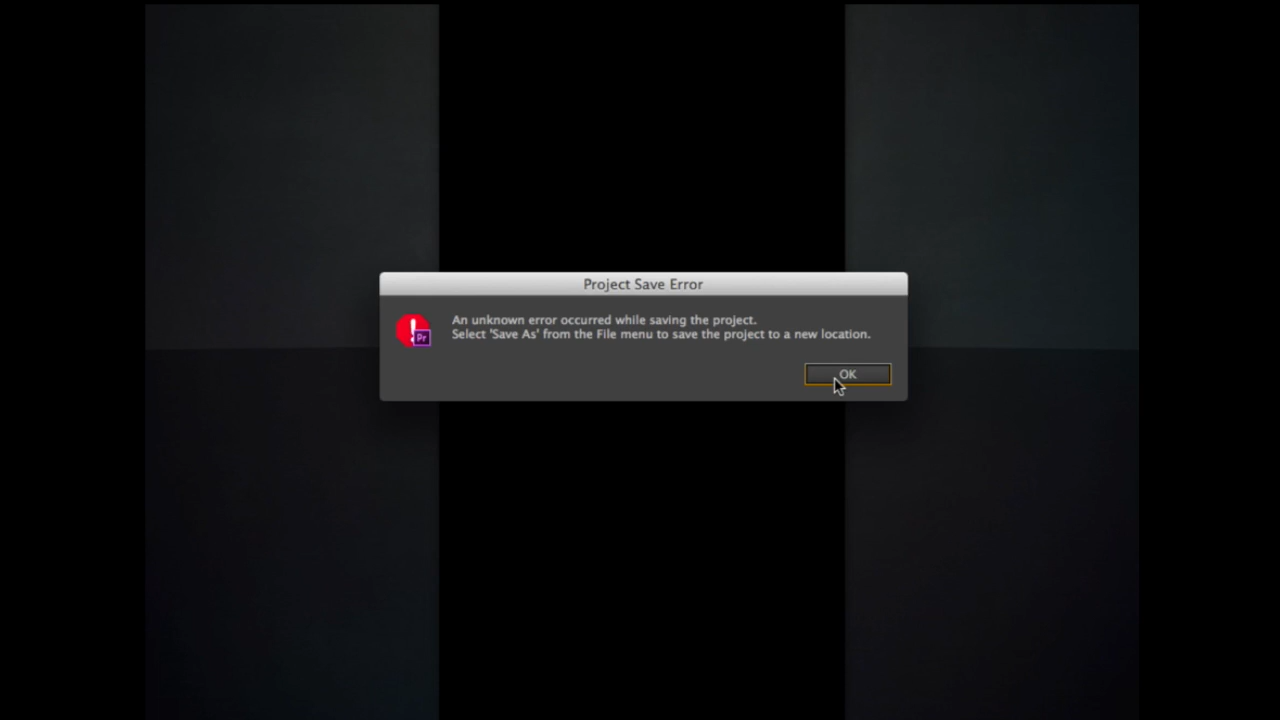 Project Save Error
An unknown error occurred while saving the project.
Select 'Save As' from the File menu to save the project to a new location.
Pr
OK